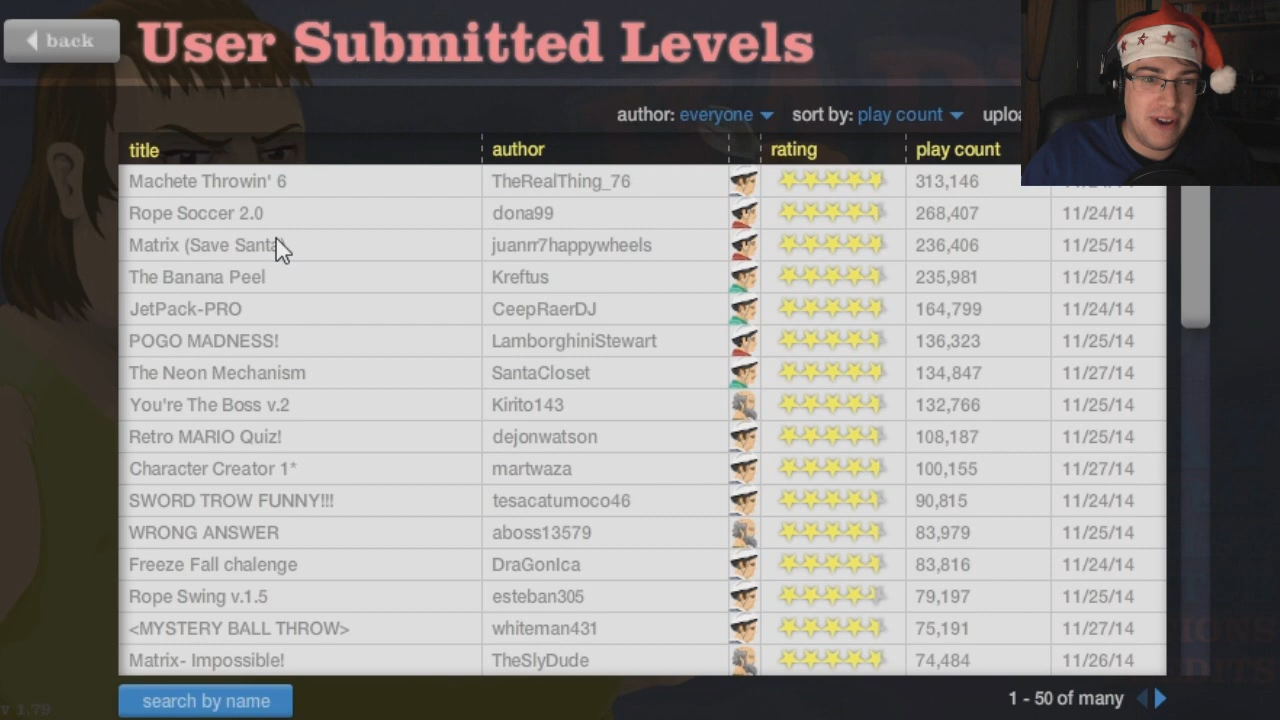 back
User Submitted Levels
author: everyone sort by: play count
title author rating play count
Machete Throwin' 6 TheRealThing_76 313,146
Rope Soccer 2.0 dona99 268,407 11/24/14
Matrix (Save Santa juanrr7happywheels 236,406 11/25/14
The Banana Peel Kreftus 235,981 11/25/14
JetPack-PRO CeepRaerDJ 164,799 11/24/14
POGO MADNESS! LamborghiniStewart 136,323 11/25/14
The Neon Mechanism SantaCloset 134,847 11/27/14
You're The Boss v.2 Kirito143 132,766 11/25/14
Retro MARIO Quiz! dejonwatson 108,187 11/25/14
Character Creator 1* martwaza 100,155 11/27/14
SWORD TROW FUNNY!!! tesacatumoco46 90,815 11/24/14
WRONG ANSWER aboss13579 83,979 11/25/14
Freeze Fall chalenge DraGonIca 83,816 11/24/14
Rope Swing v.1.5 esteban305 79,197 11/25/14
<MYSTERY BALL THROW> whiteman431 75,191 11/27/14
Matrix- Impossible! TheSlyDude 74,484 11/26/14
search by name 1 - 50 of many
v 1.79